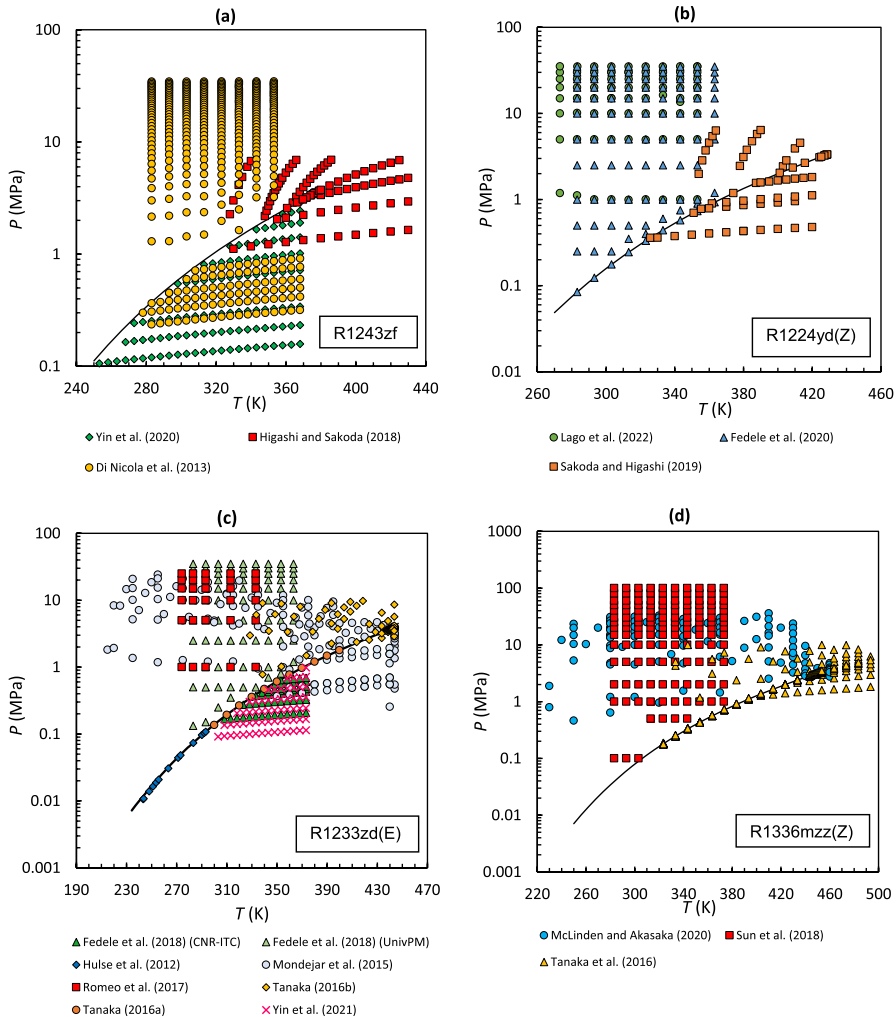 (a)
100
10
1
0.1
P (MPa)
240 280 320 360 400 440
T (K)
R1243zf
Yin et al. (2020) Higashi and Sakoda (2018)
Di Nicola et al. (2013)
(b)
100
10
1
0.1
0.01
P (MPa)
260 300 340 380 420 460
T (K)
R1224yd(Z)
Lago et al. (2022) Fedele et al. (2020)
Sakoda and Higashi (2019)
(c)
100
10
1
0.1
0.01
0.001
P (MPa)
190 230 270 310 350 390 430 470
T (K)
R1233zd(E)
Fedele et al. (2018) (CNR-ITC) Fedele et al. (2018) (UnivPM)
Hulse et al. (2012) Mondejar et al. (2015)
Romeo et al. (2017) Tanaka (2016b)
Tanaka (2016a) Yin et al. (2021)
(d)
1000
100
10
1
0.1
0.01
0.001
P (MPa)
220 260 300 340 380 420 460 500
T (K)
R1336mzz(Z)
McLinden and Akasaka (2020) Sun et al. (2018)
Tanaka et al. (2016)